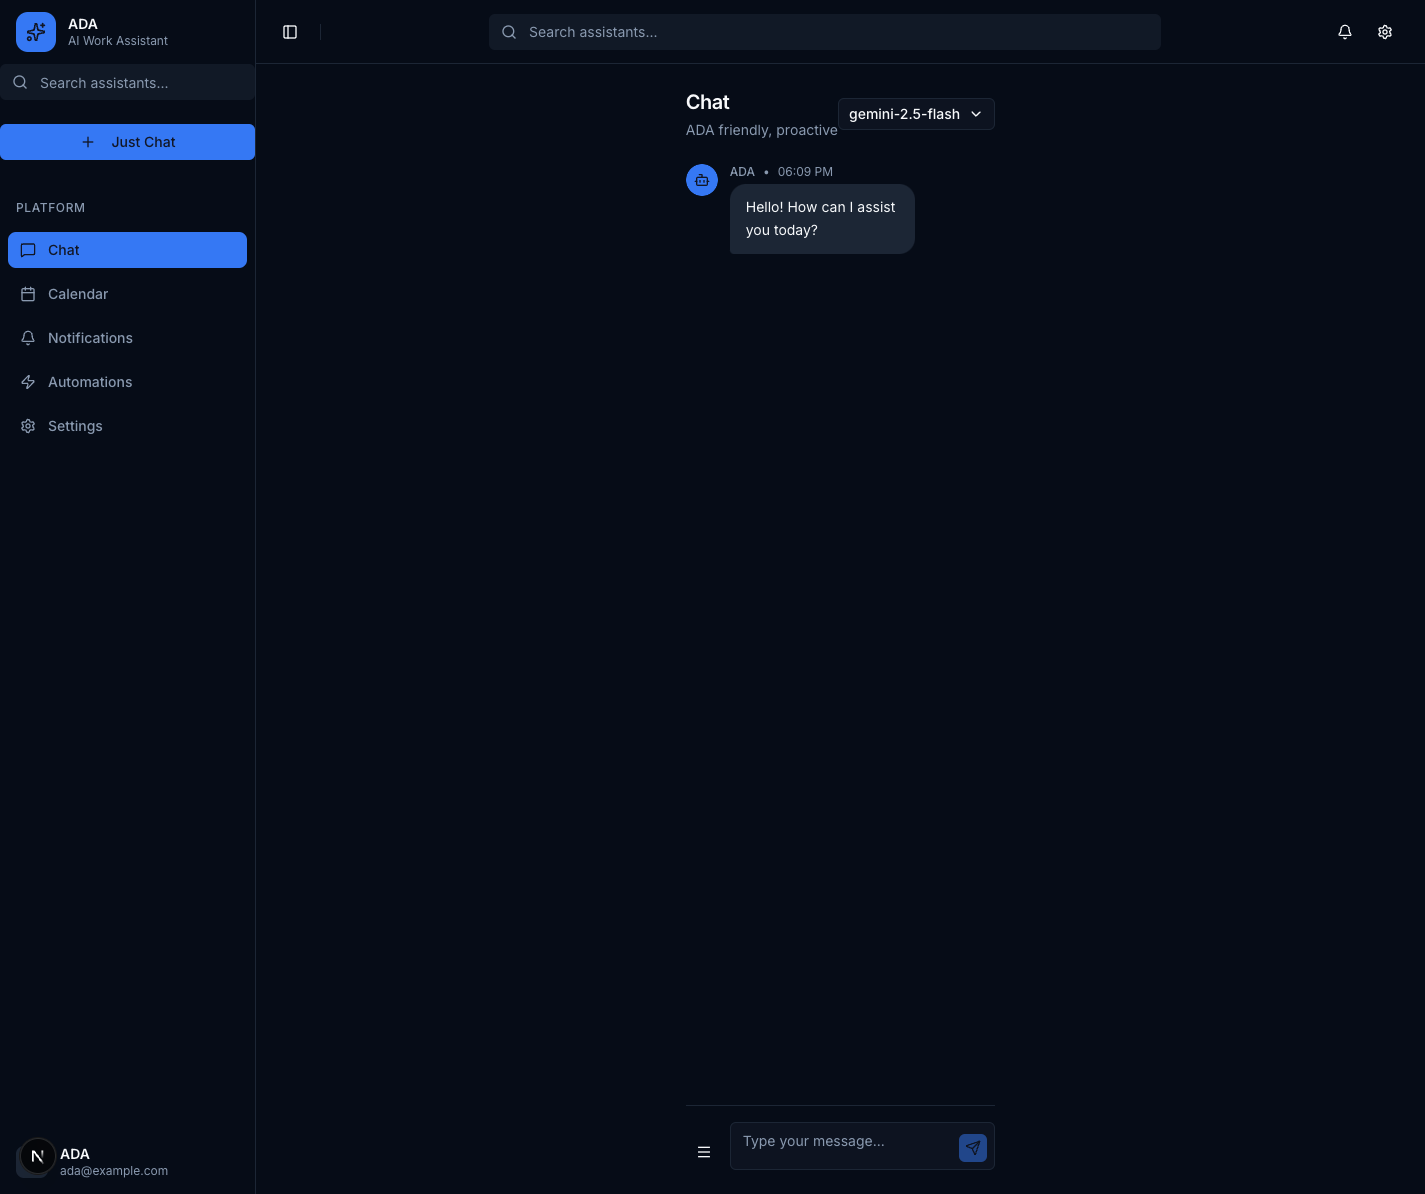 ADA
AI Work Assistant
Search assistants...
Just Chat
PLATFORM
Chat
Calendar
Notifications
Automations
Settings
N
ADA
ada@example.com
Search assistants...
Chat
ADA friendly, proactive
gemini-2.5-flash
ADA • 06:09 PM
Hello! How can I assist
you today?
Type your message...